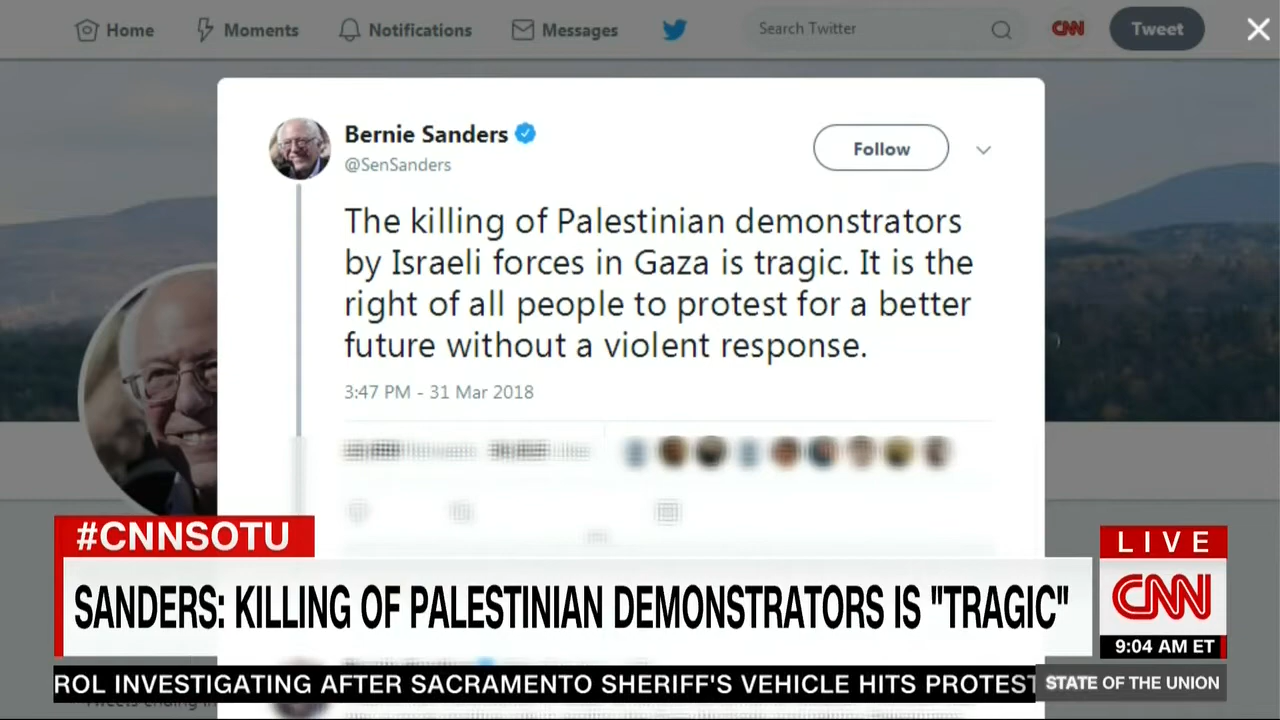 Home Moments Notifications Messages Search Twitter CNN Tweet
Bernie Sanders
@SenSanders
Follow
The killing of Palestinian demonstrators
by Israeli forces in Gaza is tragic. It is the
right of all people to protest for a better
future without a violent response.
3:47 PM - 31 Mar 2018
#CNNSOTU
SANDERS: KILLING OF PALESTINIAN DEMONSTRATORS IS "TRAGIC"
LIVE
CNN
9:04 AM ET
ROL INVESTIGATING AFTER SACRAMENTO SHERIFF'S VEHICLE HITS PROTEST
STATE OF THE UNION